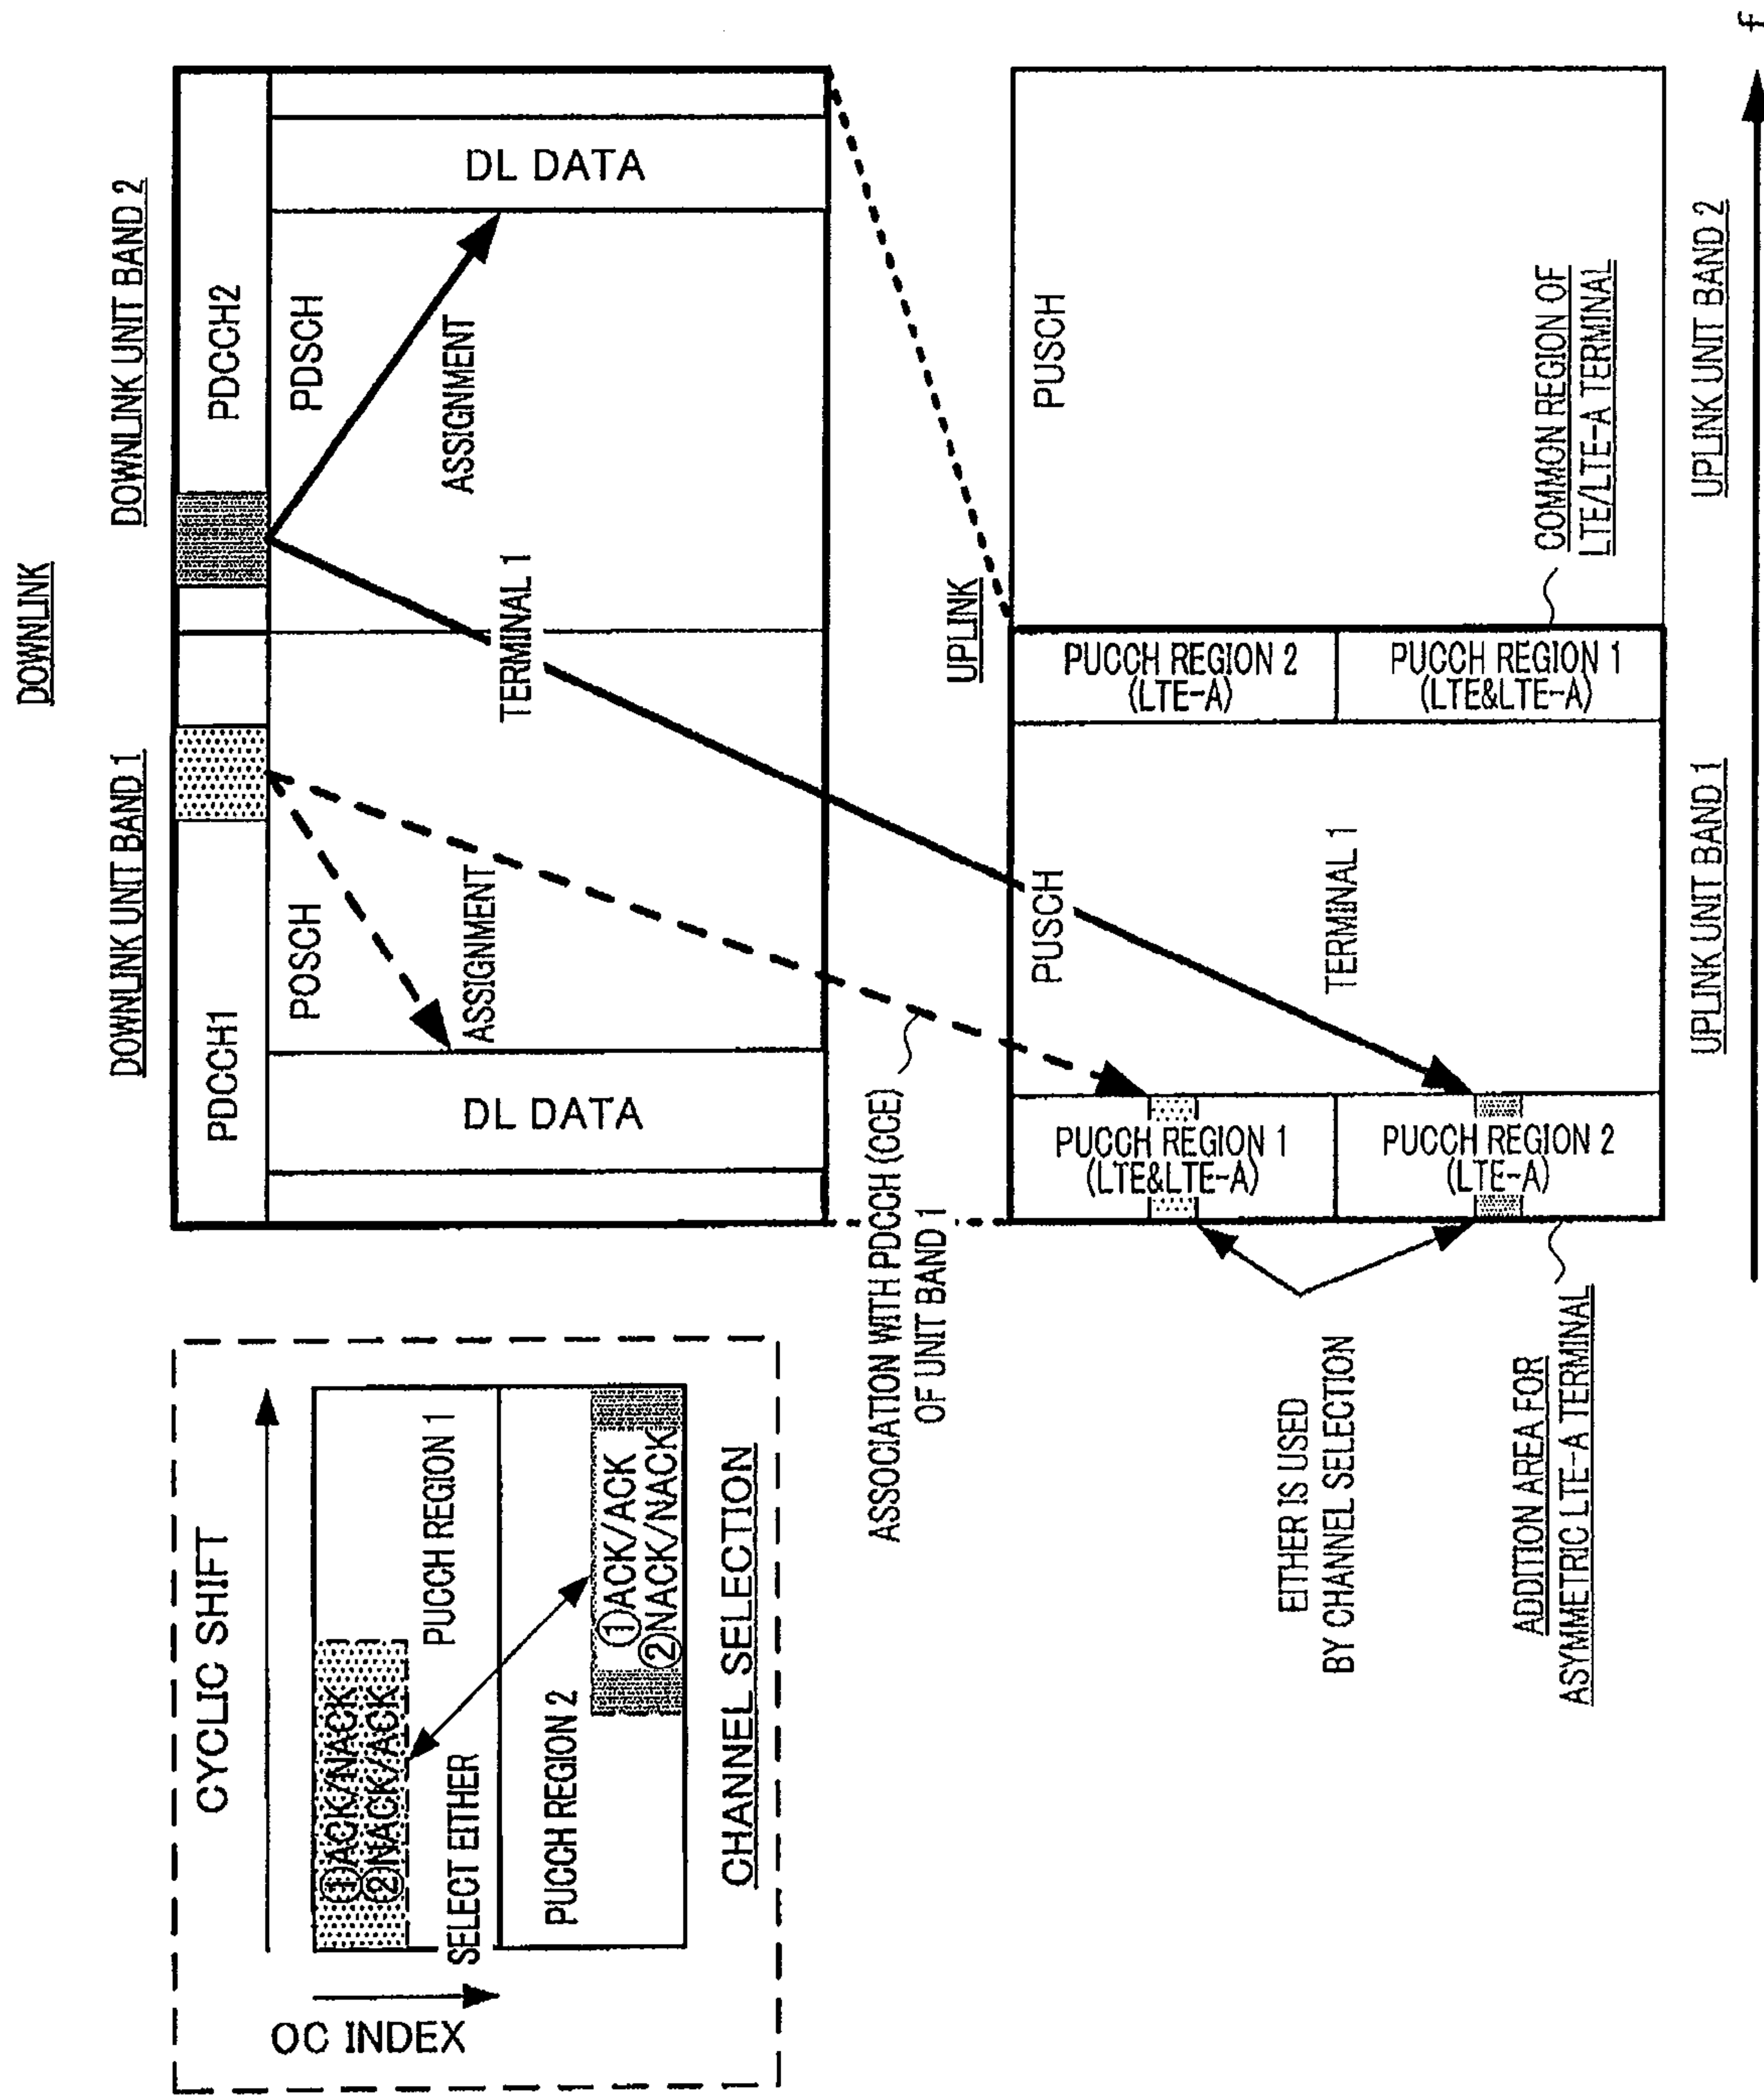 DOWNLINK
DOWNLINK UNIT BAND 1
DOWNLINK UNIT BAND 2
PDCCH1
PDCCH2
POSCH
PDSCH
ASSIGNMENT
ASSIGNMENT
DL DATA
DL DATA
TERMINAL 1
CYCLIC SHIFT
OC INDEX
①ACK/NACK
②NACK/ACK
PUCCH REGION 1
SELECT EITHER
PUCCH REGION 2
①ACK/ACK
②NACK/NACK
CHANNEL SELECTION
ASSOCIATION WITH PDCCH (CCE)
OF UNIT BAND 1
UPLINK
PUSCH
PUSCH
PUCCH REGION 1
(LTE&LTE-A)
PUCCH REGION 2
(LTE-A)
PUCCH REGION 2
(LTE-A)
PUCCH REGION 1
(LTE&LTE-A)
TERMINAL 1
EITHER IS USED
BY CHANNEL SELECTION
ADDITION AREA FOR
ASYMMETRIC LTE-A TERMINAL
COMMON REGION OF
LTE/LTE-A TERMINAL
UPLINK UNIT BAND 1
UPLINK UNIT BAND 2
f